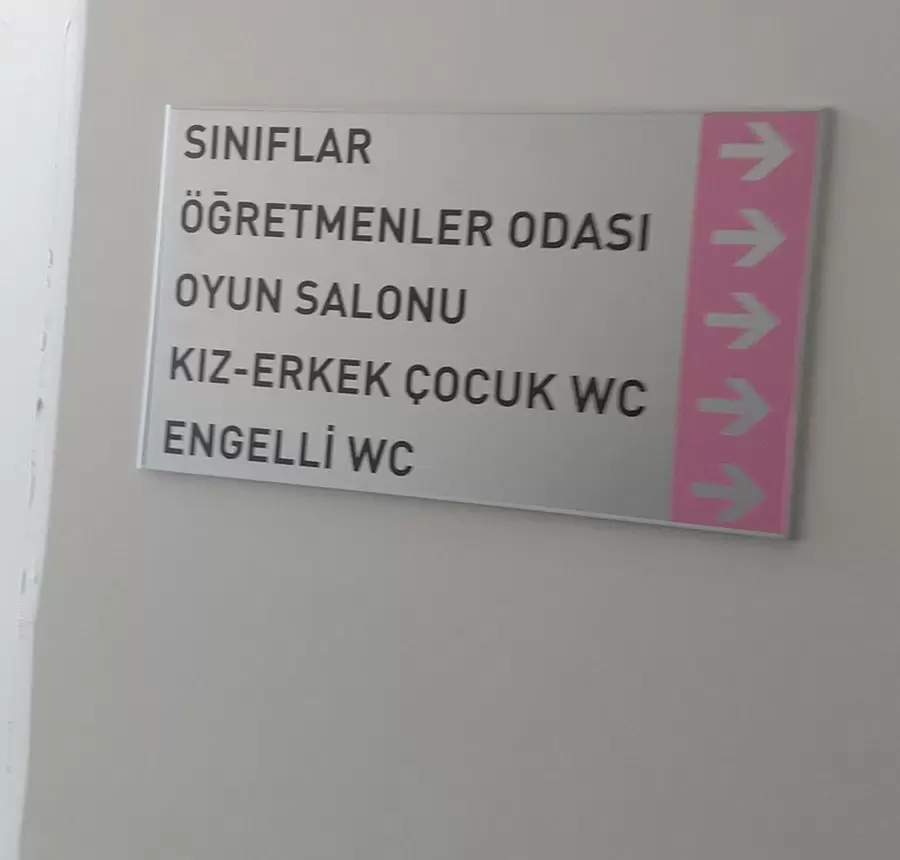 SINIFLAR
ÖĞRETMENLER ODASI
OYUN SALONU
KIZ-ERKEK ÇOCUK WC
ENGELLİ WC